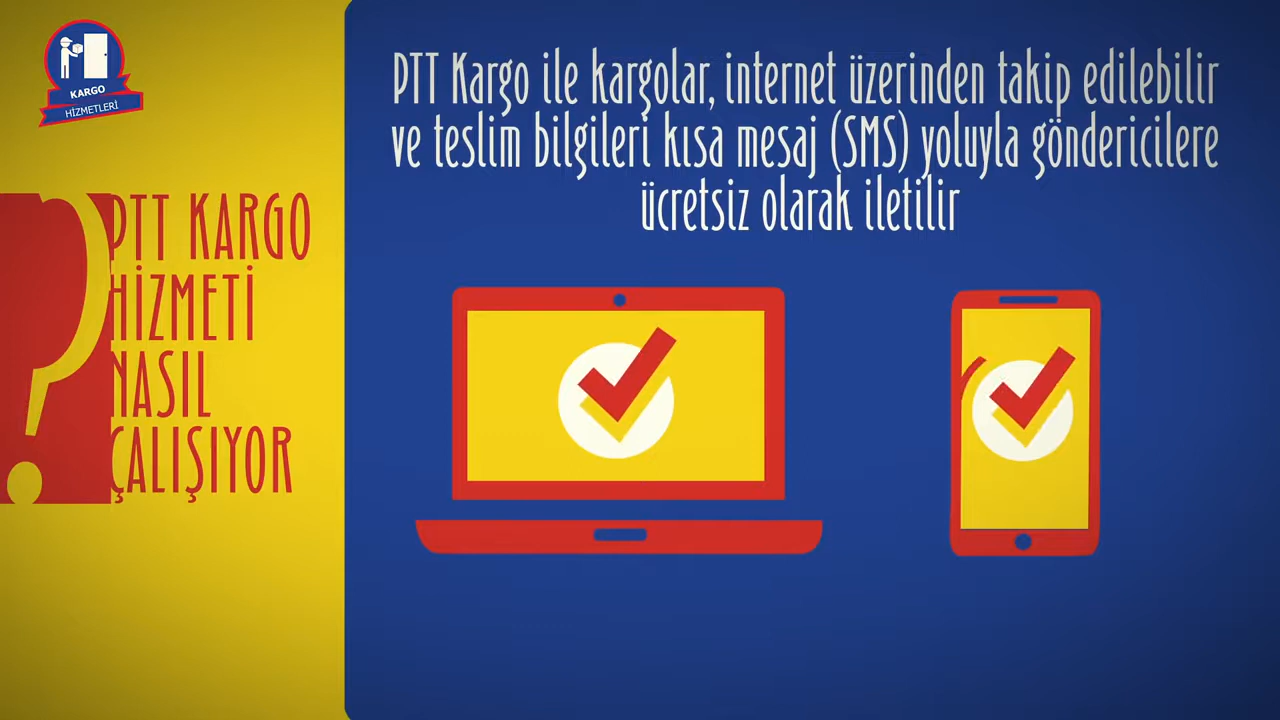 KARGO
HİZMETLERİ
?
PTT KARGO
HİZMETİ
NASIL
ÇALIŞIYOR
PTT Kargo ile kargolar, internet üzerinden takip edilebilir
ve teslim bilgileri kısa mesaj (SMS) yoluyla göndericilere
ücretsiz olarak iletilir